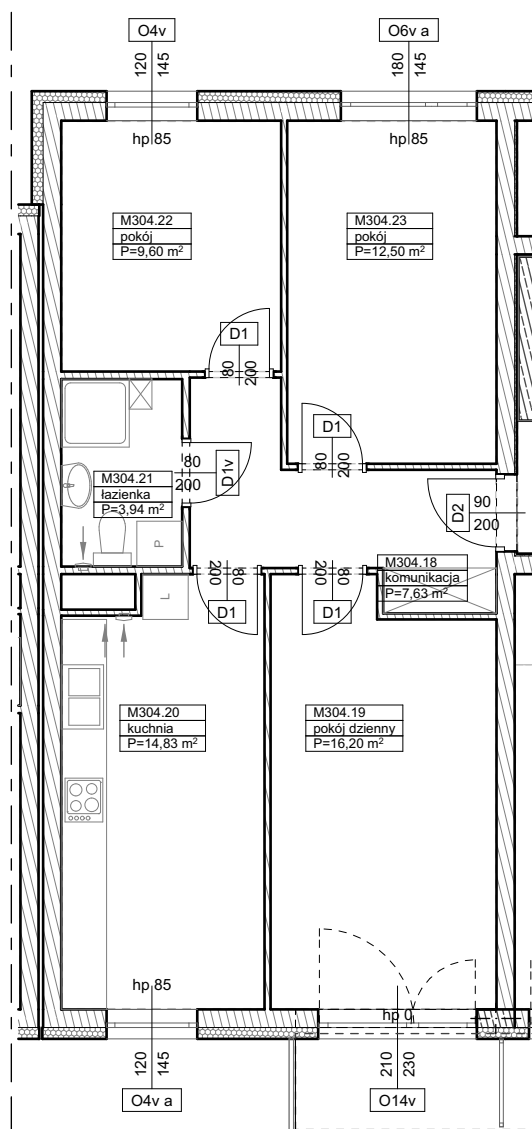 O4v
O6v a
120
145
180
145
hp 85
hp 85
M304.22
pokój
P=9,60 m²
M304.23
pokój
P=12,50 m²
D1
80
200
D1
80
200
M304.21
łazienka
P=3,94 m²
80
200
D1v
D2
90
200
P
M304.18
komunikacja
P=7,63 m²
200
80
D1
200
80
D1
L
M304.20
kuchnia
P=14,83 m²
M304.19
pokój dzienny
P=16,20 m²
hp 85
hp 0
120
145
210
230
O4v a
O14v